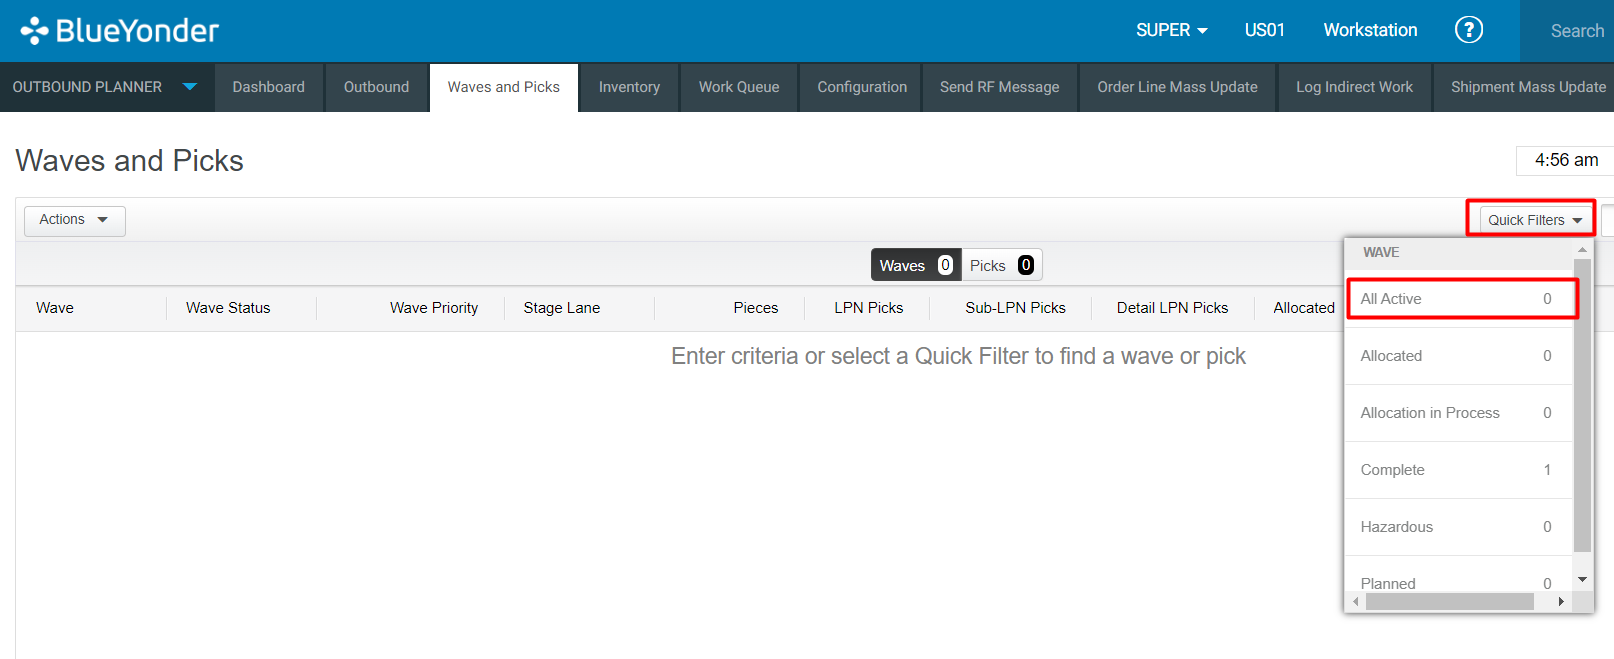 BlueYonder SUPER US01 Workstation ? Search
OUTBOUND PLANNER Dashboard Outbound Waves and Picks Inventory Work Queue Configuration Send RF Message Order Line Mass Update Log Indirect Work Shipment Mass Update
Waves and Picks
4:56 am
Actions Quick Filters
Waves 0 Picks 0
WAVE
Wave Wave Status Wave Priority Stage Lane Pieces LPN Picks Sub-LPN Picks Detail LPN Picks Allocated
All Active 0
Enter criteria or select a Quick Filter to find a wave or pick
Allocated 0
Allocation in Process 0
Complete 1
Hazardous 0
Planned 0